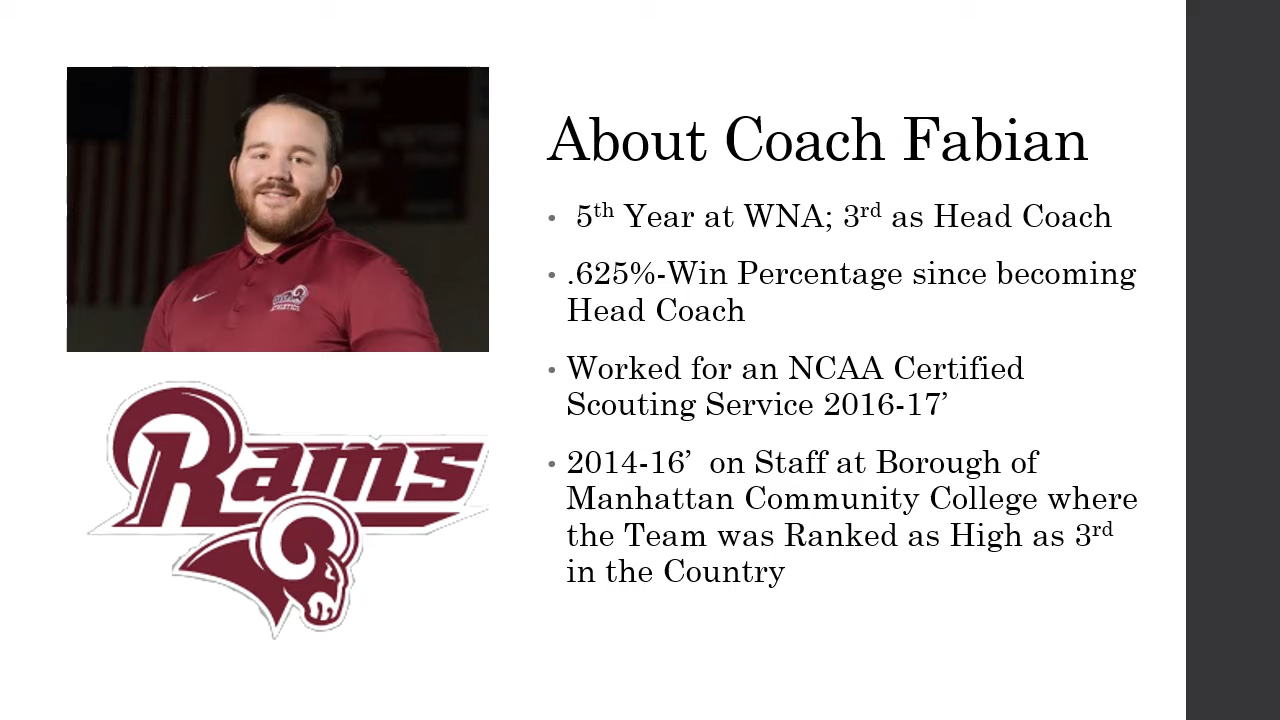 About Coach Fabian
• 5th Year at WNA; 3rd as Head Coach
• .625%-Win Percentage since becoming
Head Coach
• Worked for an NCAA Certified
Scouting Service 2016-17’
• 2014-16’  on Staff at Borough of
Manhattan Community College where
the Team was Ranked as High as 3rd
in the Country
Rams